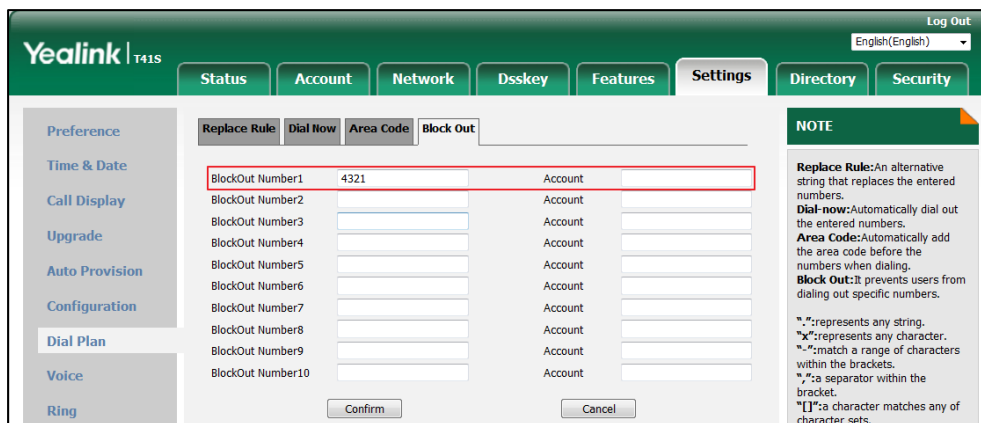 Log Out
Yealink | T41S
English(English)
Status Account Network Dsskey Features Settings Directory Security
Preference
Time & Date
Call Display
Upgrade
Auto Provision
Configuration
Dial Plan
Voice
Ring
Replace Rule Dial Now Area Code Block Out
BlockOut Number1 4321 Account
BlockOut Number2 Account
BlockOut Number3 Account
BlockOut Number4 Account
BlockOut Number5 Account
BlockOut Number6 Account
BlockOut Number7 Account
BlockOut Number8 Account
BlockOut Number9 Account
BlockOut Number10 Account
Confirm Cancel
NOTE
Replace Rule:An alternative
string that replaces the entered
numbers.
Dial-now:Automatically dial out
the entered numbers.
Area Code:Automatically add
the area code before the
numbers when dialing.
Block Out:It prevents users from
dialing out specific numbers.
".":represents any string.
"x":represents any character.
"-":match a range of characters
within the brackets.
",":a separator within the
bracket.
"[]":a character matches any of
character sets.